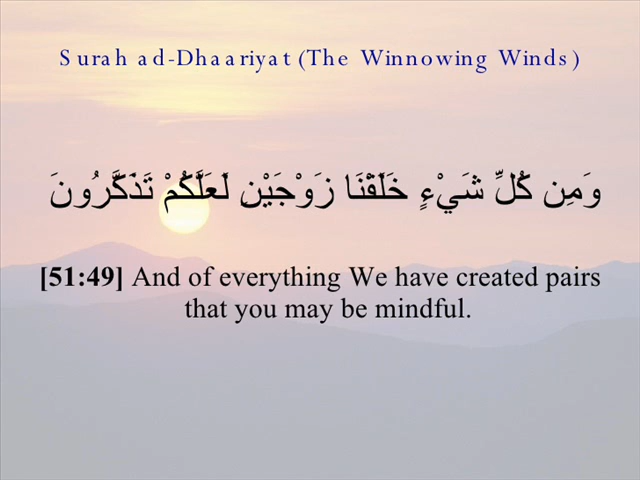 Surah ad-Dhaariyat (The Winnowing Winds)
وَمِن كُلِّ شَيْءٍ خَلَقْنَا زَوْجَيْنِ لَعَلَّكُمْ تَذَكَّرُونَ
[51:49] And of everything We have created pairs
that you may be mindful.